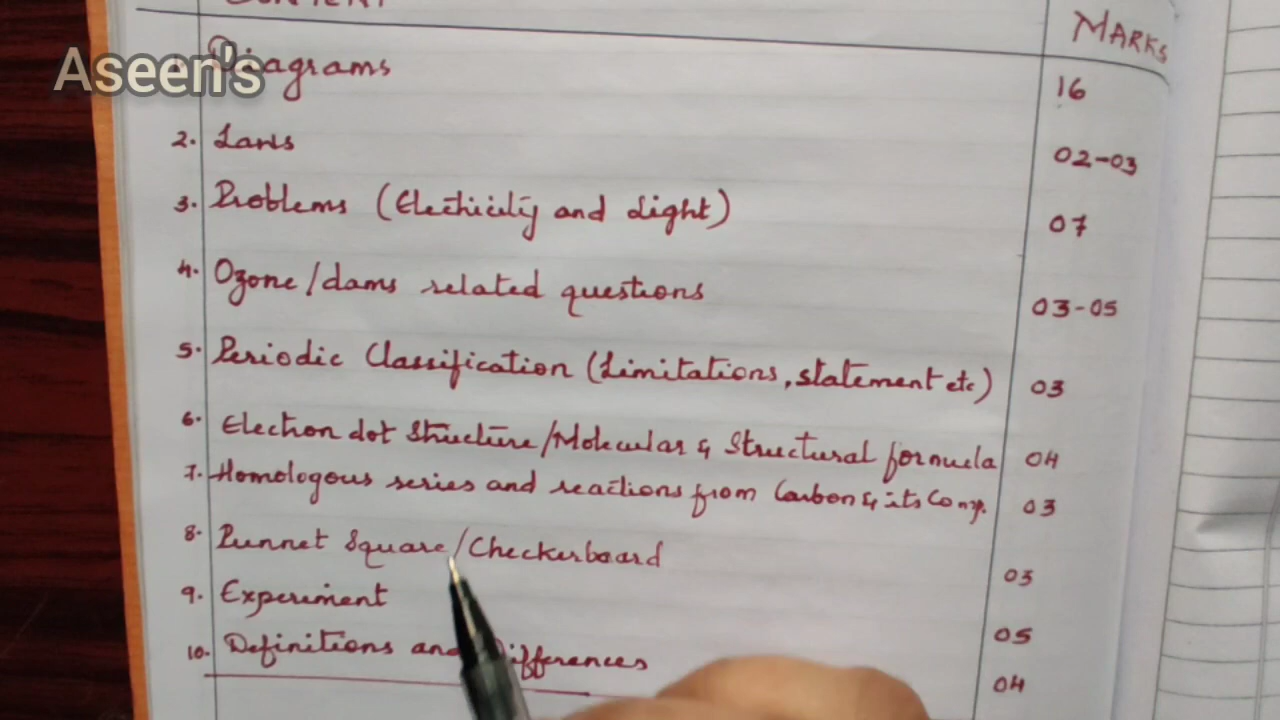 CONTENT
MARKS
Aseen's
Diagrams 16
2. Laws 02-03
3. Problems (Electricity and Light) 07
4. Ozone/dams related questions 03-05
5. Periodic Classification (Limitations, statement etc) 03
6. Electron dot Structure/Molecular & Structural formula 04
7. Homologous series and reactions from Carbon & its Comp. 03
8. Punnet Square/Checkerboard 03
9. Experiment 05
10. Definitions and Differences 04